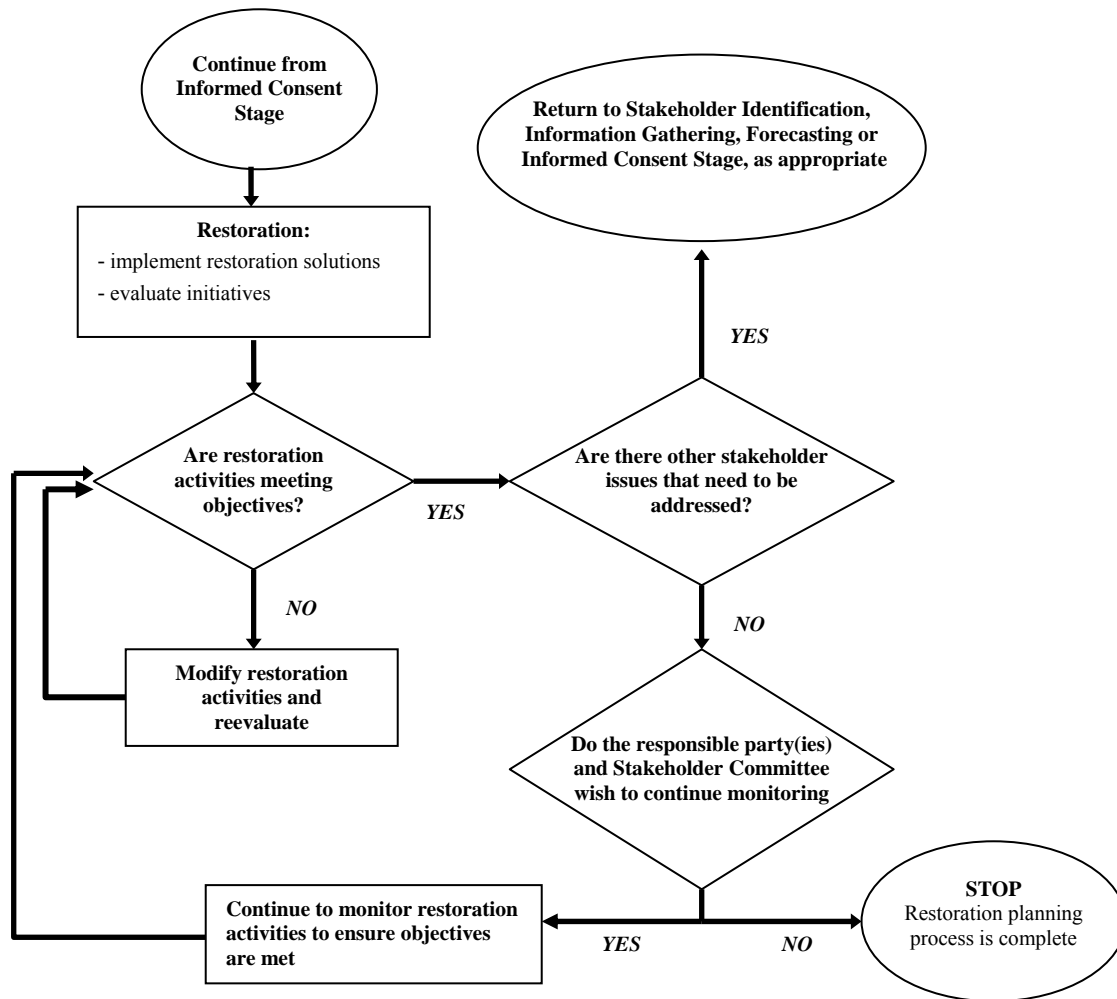 Continue from
Informed Consent
Stage
Return to Stakeholder Identification,
Information Gathering, Forecasting or
Informed Consent Stage, as appropriate
Restoration:
- implement restoration solutions
- evaluate initiatives
YES
Are restoration
activities meeting
objectives?
YES
Are there other stakeholder
issues that need to be
addressed?
NO
NO
Modify restoration
activities and
reevaluate
Do the responsible party(ies)
and Stakeholder Committee
wish to continue monitoring
Continue to monitor restoration
activities to ensure objectives
are met
YES
NO
STOP
Restoration planning
process is complete